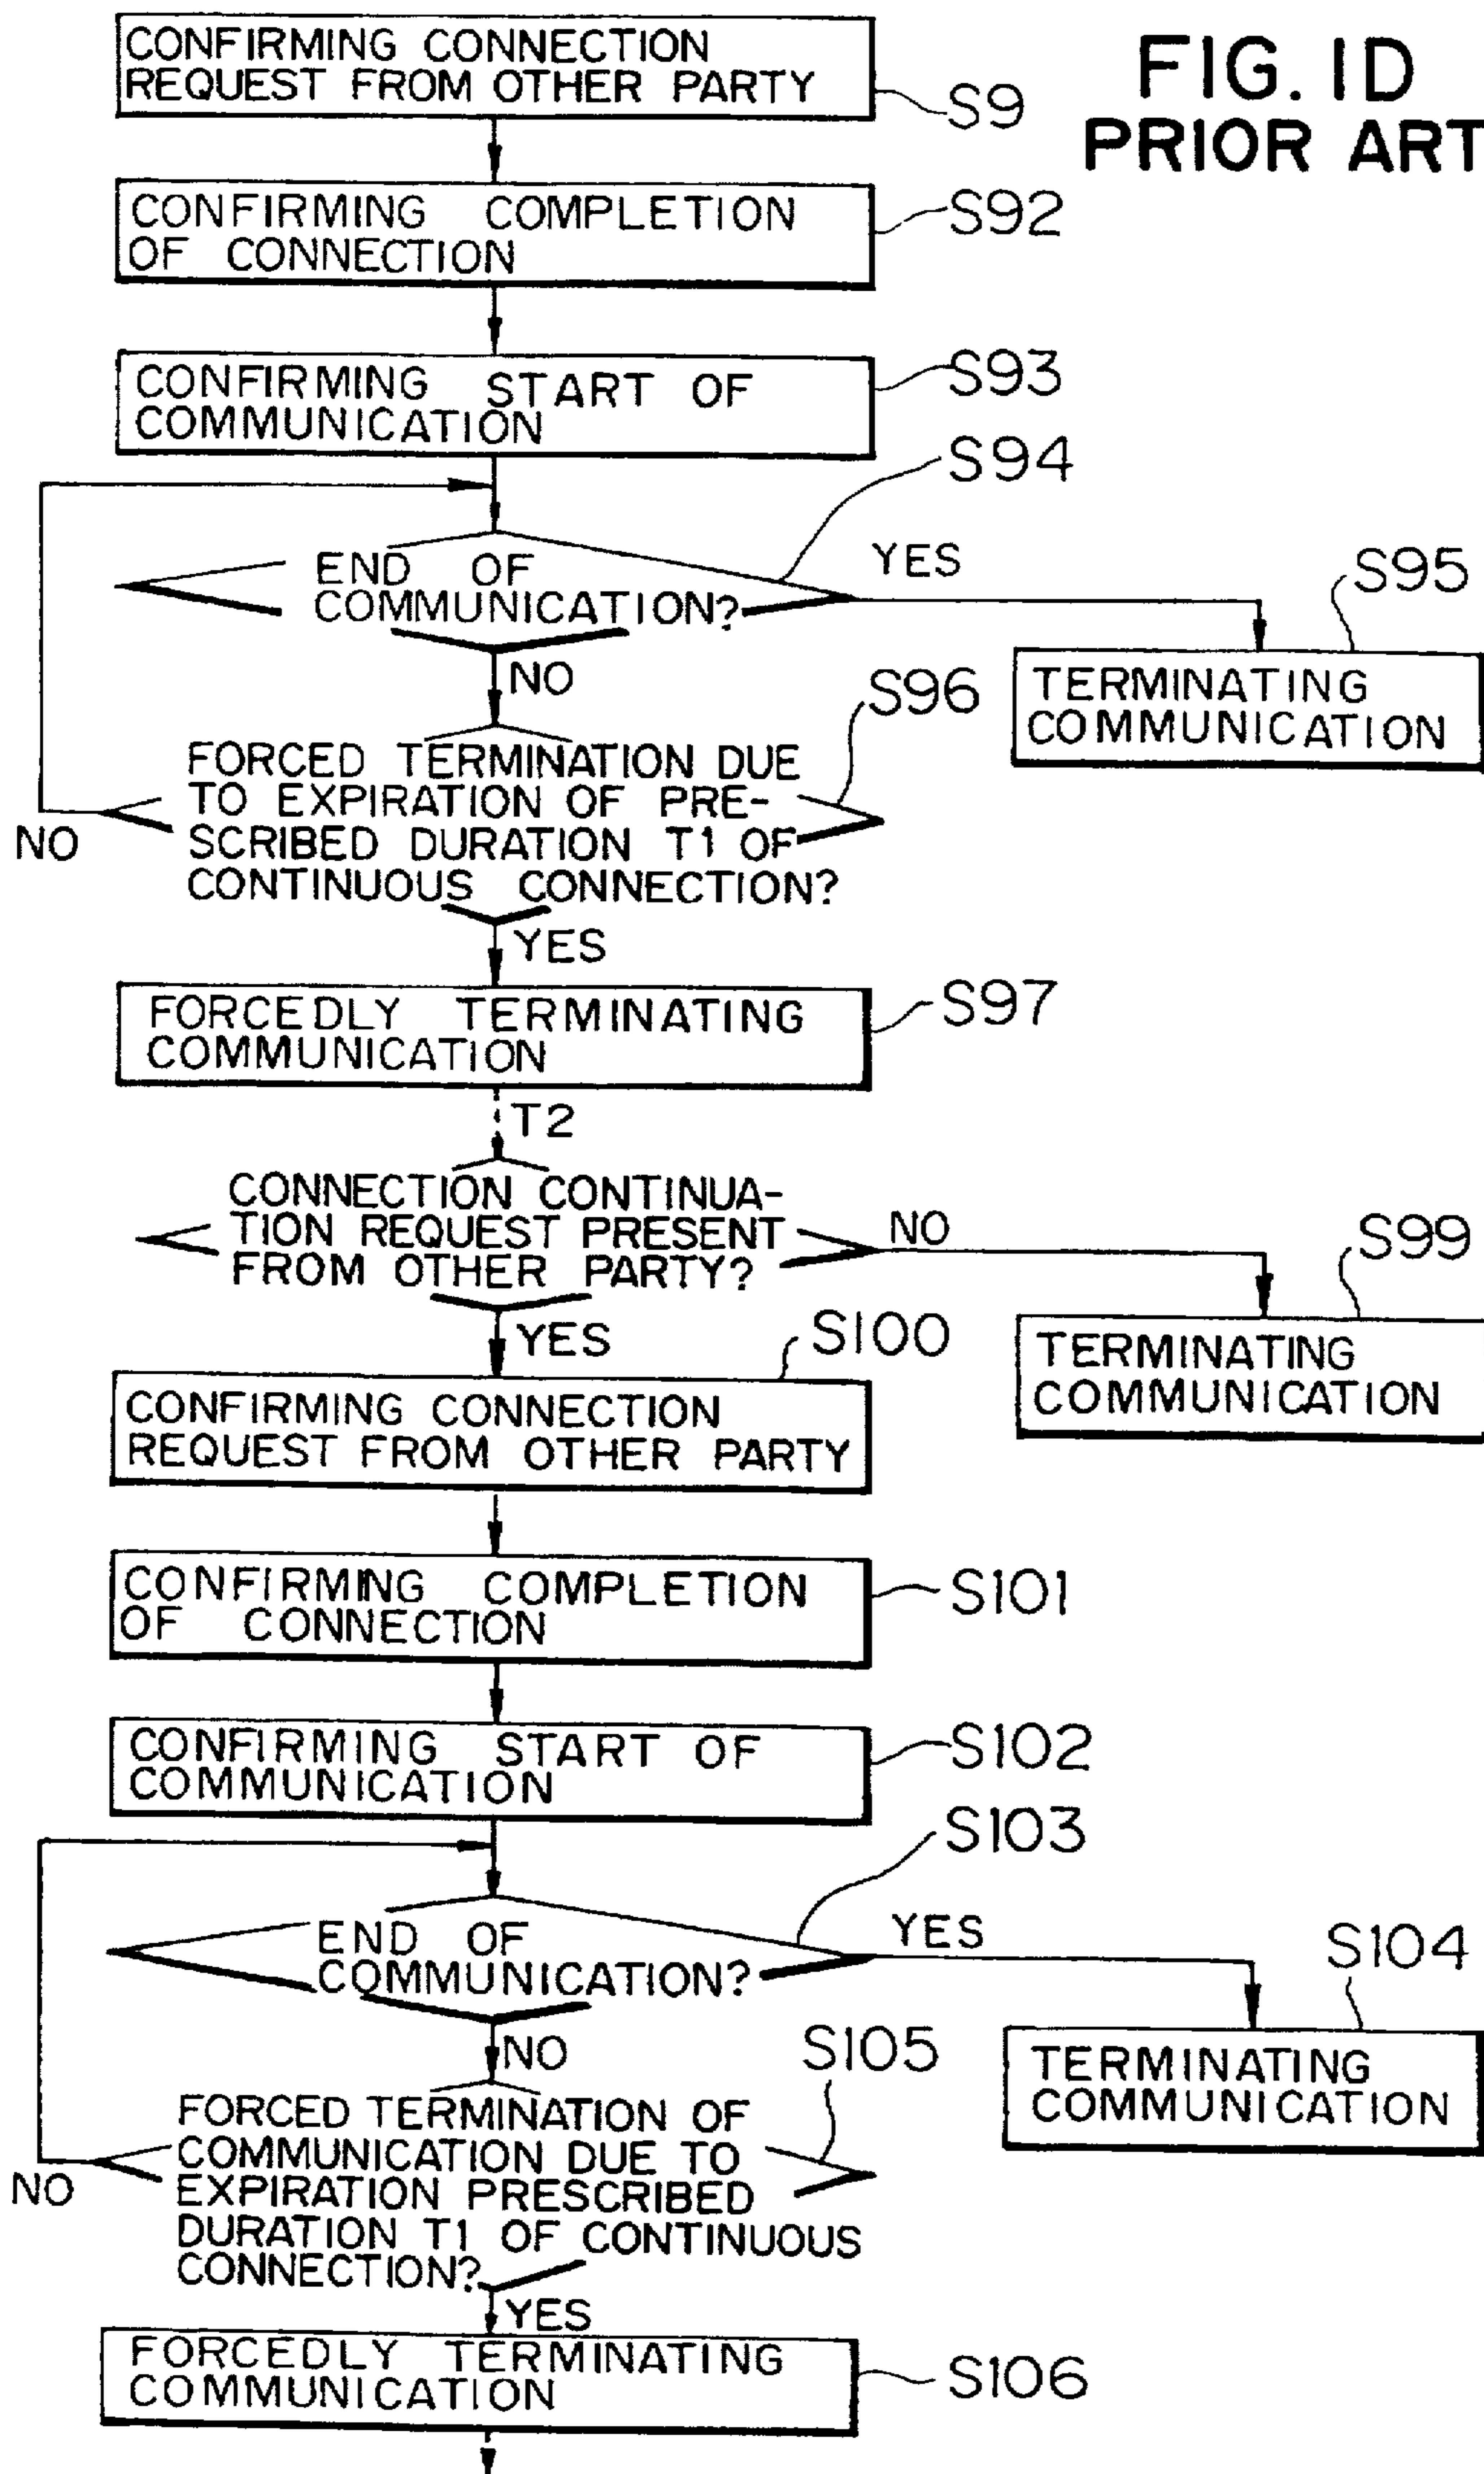 FIG. 1D
PRIOR ART
CONFIRMING CONNECTION
REQUEST FROM OTHER PARTY
S9
CONFIRMING COMPLETION
OF CONNECTION
S92
CONFIRMING START OF
COMMUNICATION
S93
S94
END OF
COMMUNICATION?
YES
S95
TERMINATING
COMMUNICATION
NO
S96
FORCED TERMINATION DUE
TO EXPIRATION OF PRE-
SCRIBED DURATION T1 OF
CONTINUOUS CONNECTION?
NO
YES
FORCEDLY TERMINATING
COMMUNICATION
S97
T2
CONNECTION CONTINUA-
TION REQUEST PRESENT
FROM OTHER PARTY?
NO
S99
TERMINATING
COMMUNICATION
YES
S100
CONFIRMING CONNECTION
REQUEST FROM OTHER PARTY
CONFIRMING COMPLETION
OF CONNECTION
S101
CONFIRMING START OF
COMMUNICATION
S102
S103
END OF
COMMUNICATION?
YES
S104
TERMINATING
COMMUNICATION
NO
S105
FORCED TERMINATION OF
COMMUNICATION DUE TO
EXPIRATION PRESCRIBED
DURATION T1 OF CONTINUOUS
CONNECTION?
NO
YES
FORCEDLY TERMINATING
COMMUNICATION
S106